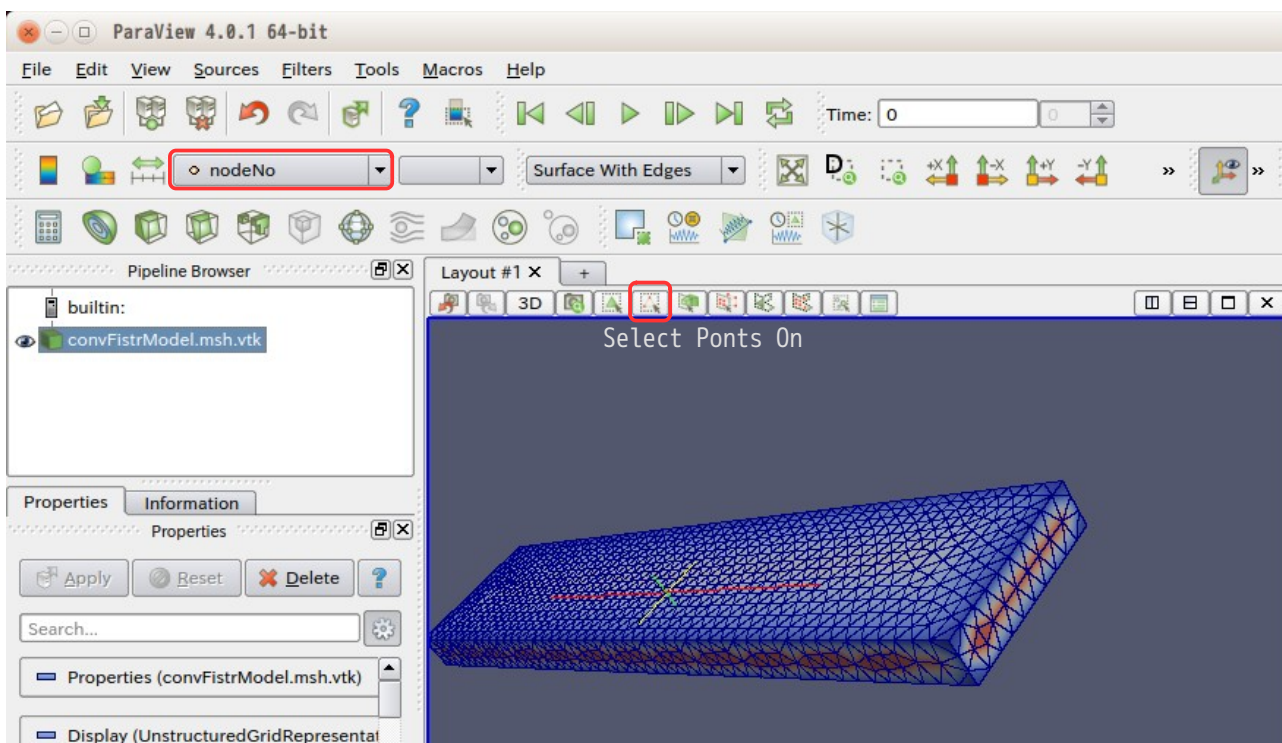 ParaView 4.0.1 64-bit
File Edit View Sources Filters Tools Macros Help
Time: 0 0
nodeNo Surface With Edges D +X -X +Y -Y » »
Pipeline Browser Layout #1 X +
builtin: 3D
convFistrModel.msh.vtk
Select Ponts On
Properties Information
Properties
Apply Reset Delete ?
Search...
Properties (convFistrModel.msh.vtk)
Display (UnstructuredGridRepresentat